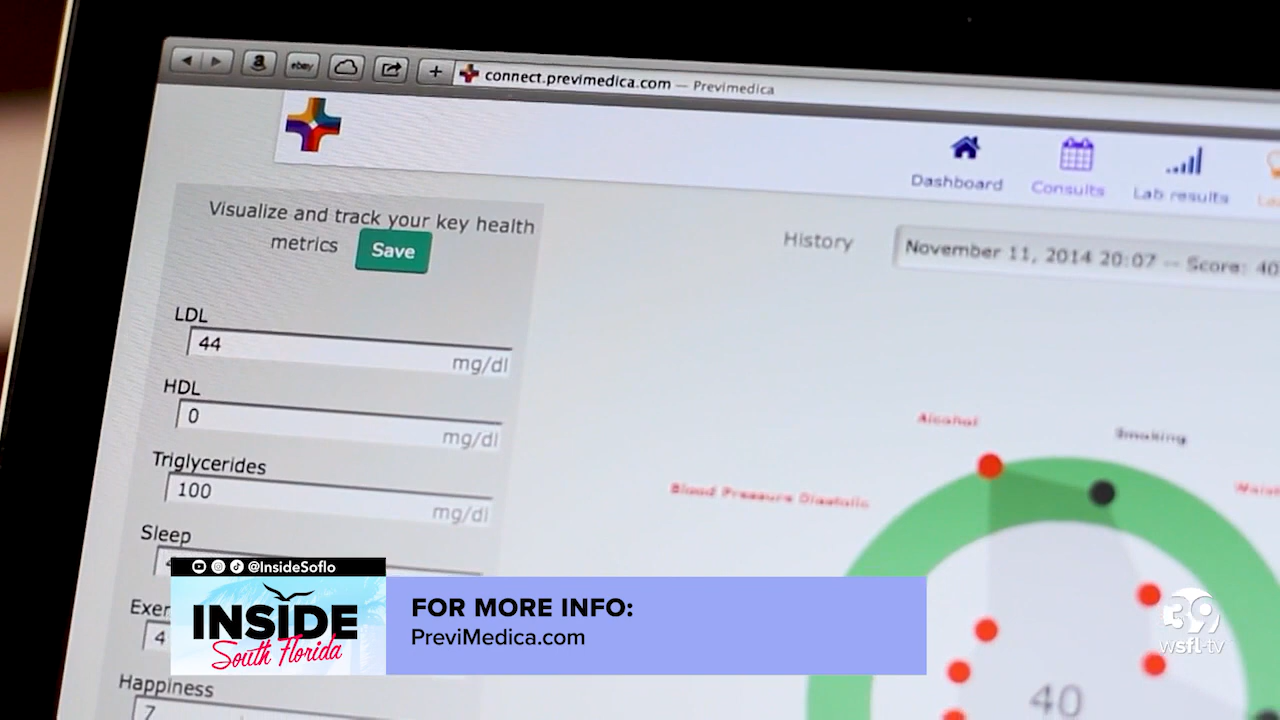 ebay
connect.previmedica.com — Previmedica
Dashboard
Consults
Lab results
Visualize and track your key health
metrics
Save
History
November 11, 2014 20:07 -- Score: 40
LDL
44
mg/dl
HDL
0
mg/dl
Triglycerides
100
mg/dl
Sleep
Alcohol
Smoking
Blood Pressure Diastolic
4
Happiness
7
40
@InsideSoflo
INSIDE
South Florida
FOR MORE INFO:
PreviMedica.com
39
wsfl-tv